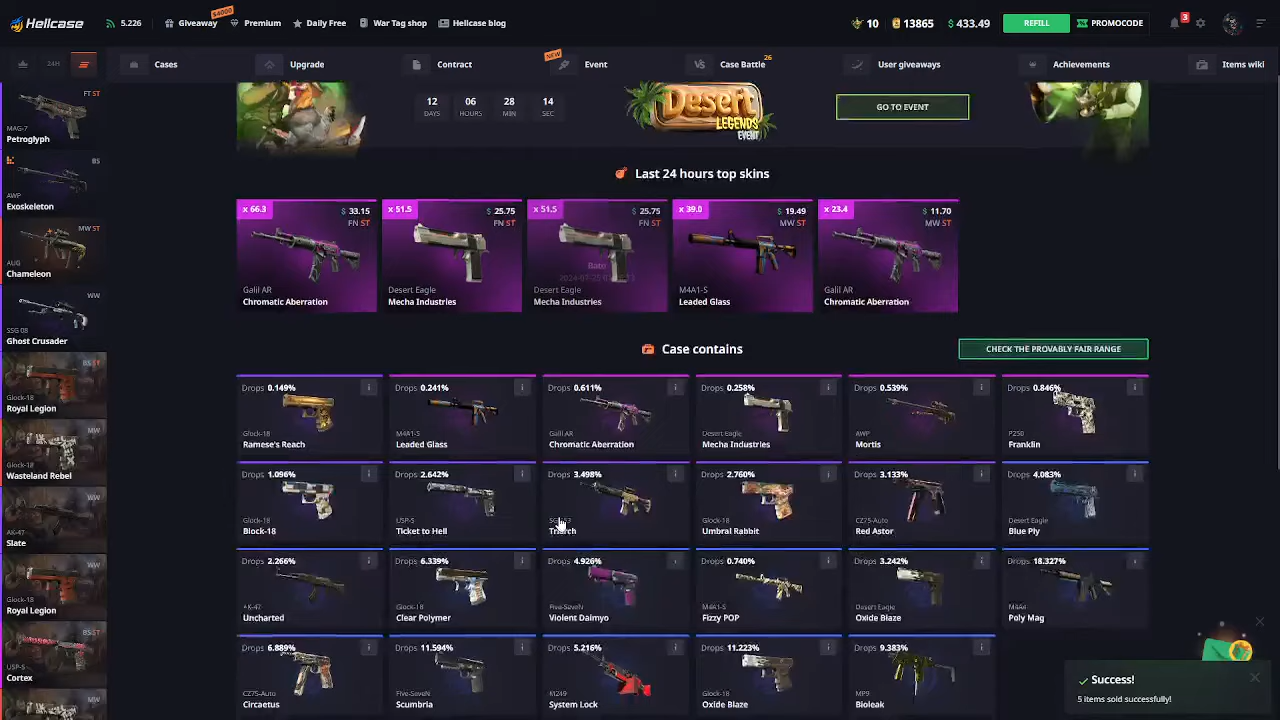 Hellcase
5.226
Giveaway
$4000
Premium
Daily Free
War Tag shop
Hellcase blog
10
13865
$ 433.49
REFILL
PROMOCODE
3
24H
Cases
Upgrade
Contract
NEW
Event
VS
Case Battle
26
User giveaways
Achievements
Items wiki
FT ST
MAG-7
Petroglyph
BS
AWP
Exoskeleton
MW ST
AUG
Chameleon
WW
SSG 08
Ghost Crusader
BS ST
Glock-18
Royal Legion
MW
Glock-18
Wasteland Rebel
WW
AK-47
Slate
WW
Glock-18
Royal Legion
BS ST
USP-S
Cortex
MW
12
DAYS
06
HOURS
28
MIN
14
SEC
Desert
LEGENDS
EVENT
GO TO EVENT
Last 24 hours top skins
x 66.3
$ 33.15
FN ST
Galil AR
Chromatic Aberration
x 51.5
$ 25.75
FN ST
Desert Eagle
Mecha Industries
x 51.5
$ 25.75
FN ST
Bato
Desert Eagle
Mecha Industries
x 39.0
$ 19.49
MW ST
M4A1-S
Leaded Glass
x 23.4
$ 11.70
MW ST
Galil AR
Chromatic Aberration
Case contains
CHECK THE PROVABLY FAIR RANGE
Drops 0.149%
Glock-18
Ramese's Reach
Drops 0.241%
M4A1-S
Leaded Glass
Drops 0.611%
Galil AR
Chromatic Aberration
Drops 0.258%
Desert Eagle
Mecha Industries
Drops 0.539%
AWP
Mortis
Drops 0.846%
P250
Franklin
Drops 1.096%
Glock-18
Block-18
Drops 2.642%
USP-S
Ticket to Hell
Drops 3.498%
Triarch
Drops 2.760%
Glock-18
Umbral Rabbit
Drops 3.133%
CZ75-Auto
Red Astor
Drops 4.083%
Desert Eagle
Blue Ply
Drops 2.266%
AK-47
Uncharted
Drops 6.339%
Glock-18
Clear Polymer
Drops 4.926%
Five-SeveN
Violent Daimyo
Drops 0.740%
M4A1-S
Fizzy POP
Drops 3.242%
Desert Eagle
Oxide Blaze
Drops 18.327%
M4A4
Poly Mag
Drops 6.889%
CZ75-Auto
Circaetus
Drops 11.594%
Five-SeveN
Scumbria
Drops 5.216%
M249
System Lock
Drops 11.223%
Glock-18
Oxide Blaze
Drops 9.383%
MP9
Bioleak
Success!
5 items sold successfully!